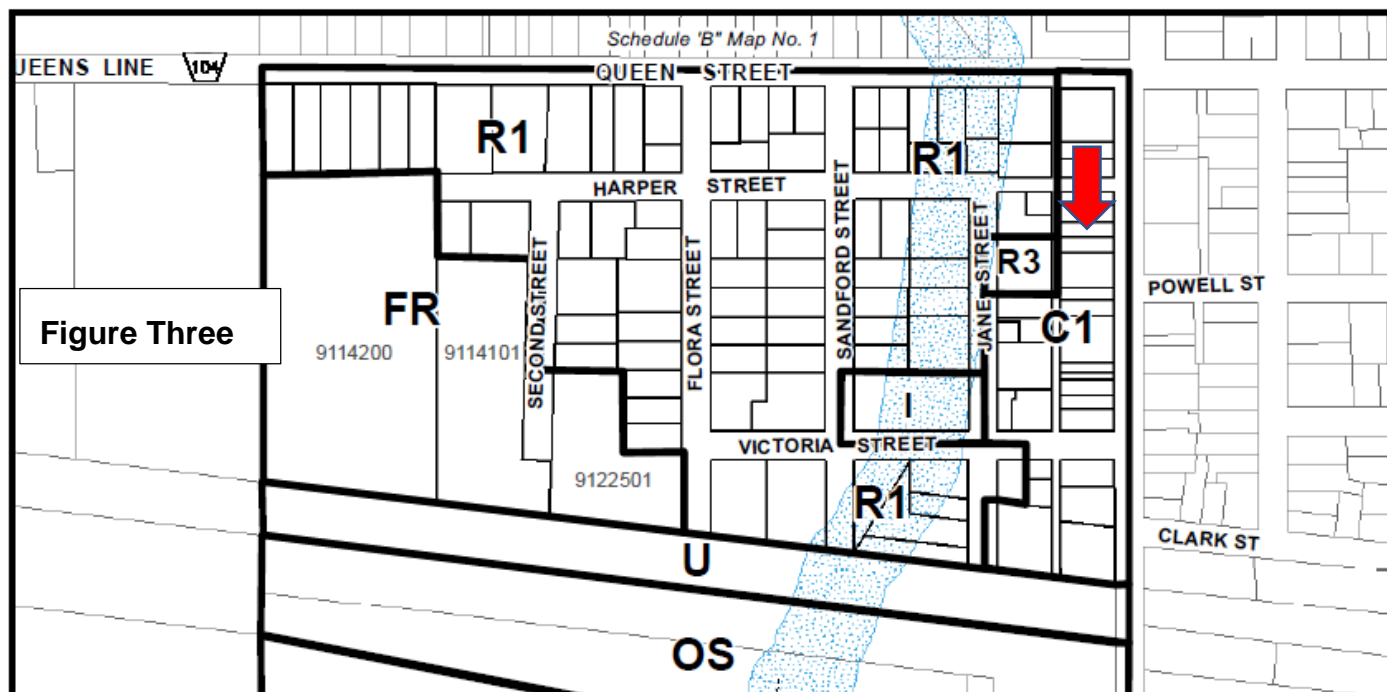 Schedule 'B" Map No. 1
UEENS LINE
104
QUEEN STREET
R1
R1
HARPER STREET
SECOND STREET
FLORA STREET
SANDFORD STREET
JANE STREET
R3
POWELL ST
FR
C1
Figure Three
9114200
9114101
I
VICTORIA STREET
9122501
R1
CLARK ST
U
OS